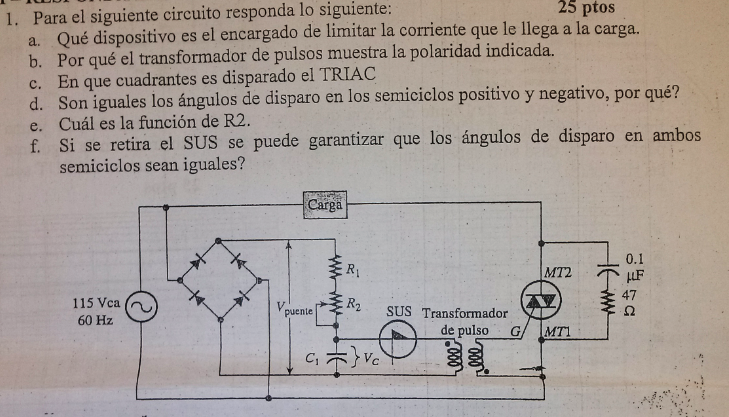 1. Para el siguiente circuito responda lo siguiente: 25 ptos
a. Qué dispositivo es el encargado de limitar la corriente que le llega a la carga.
b. Por qué el transformador de pulsos muestra la polaridad indicada.
c. En que cuadrantes es disparado el TRIAC
d. Son iguales los ángulos de disparo en los semiciclos positivo y negativo, por qué?
e. Cuál es la función de R2.
f. Si se retira el SUS se puede garantizar que los ángulos de disparo en ambos
semiciclos sean iguales?
Carga
115 Vca
60 Hz
Vpuente
R1
R2
C1
VC
SUS
Transformador
de pulso
G
MT2
MT1
0.1
µF
47
Ω